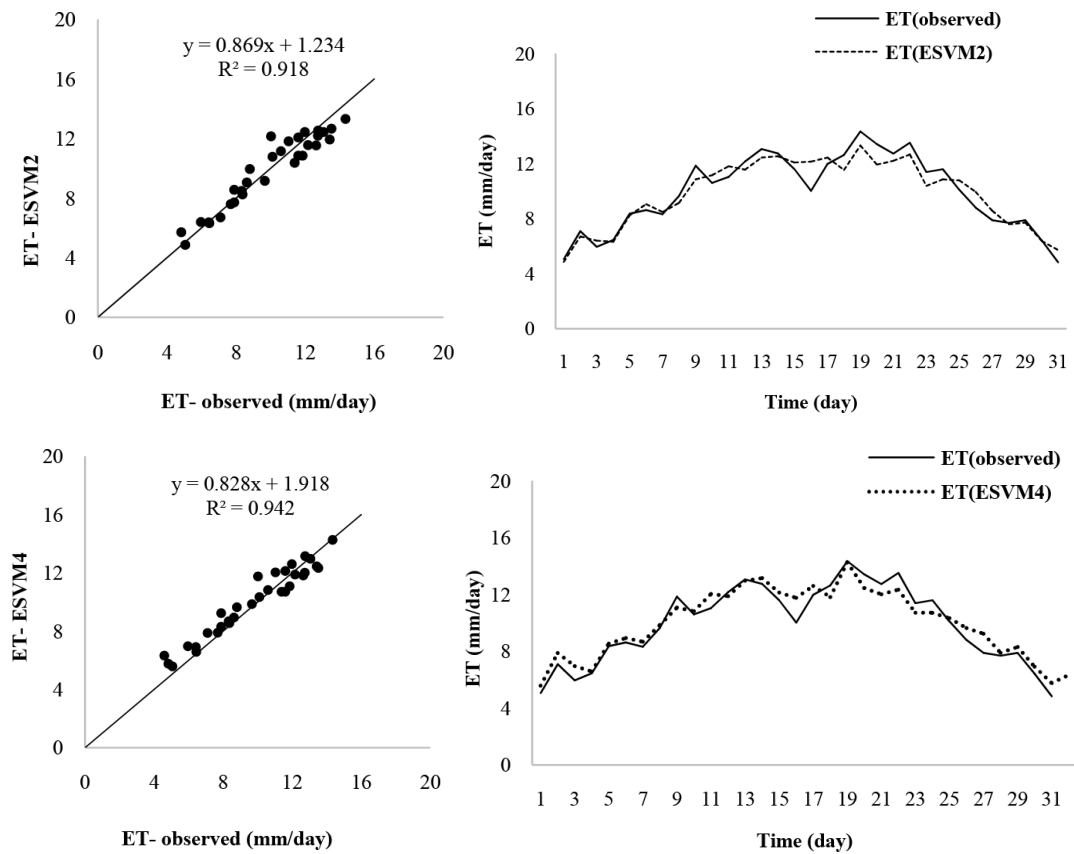 y = 0.869x + 1.234
R² = 0.918
ET- ESVM2
20
16
12
8
4
0
0 4 8 12 16 20
ET- observed (mm/day)
ET(observed)
ET(ESVM2)
ET (mm/day)
20
16
12
8
4
0
1 3 5 7 9 11 13 15 17 19 21 23 25 27 29 31
Time (day)
y = 0.828x + 1.918
R² = 0.942
ET- ESVM4
20
16
12
8
4
0
0 4 8 12 16 20
ET- observed (mm/day)
ET(observed)
ET(ESVM4)
ET (mm/day)
20
16
12
8
4
0
1 3 5 7 9 11 13 15 17 19 21 23 25 27 29 31
Time (day)